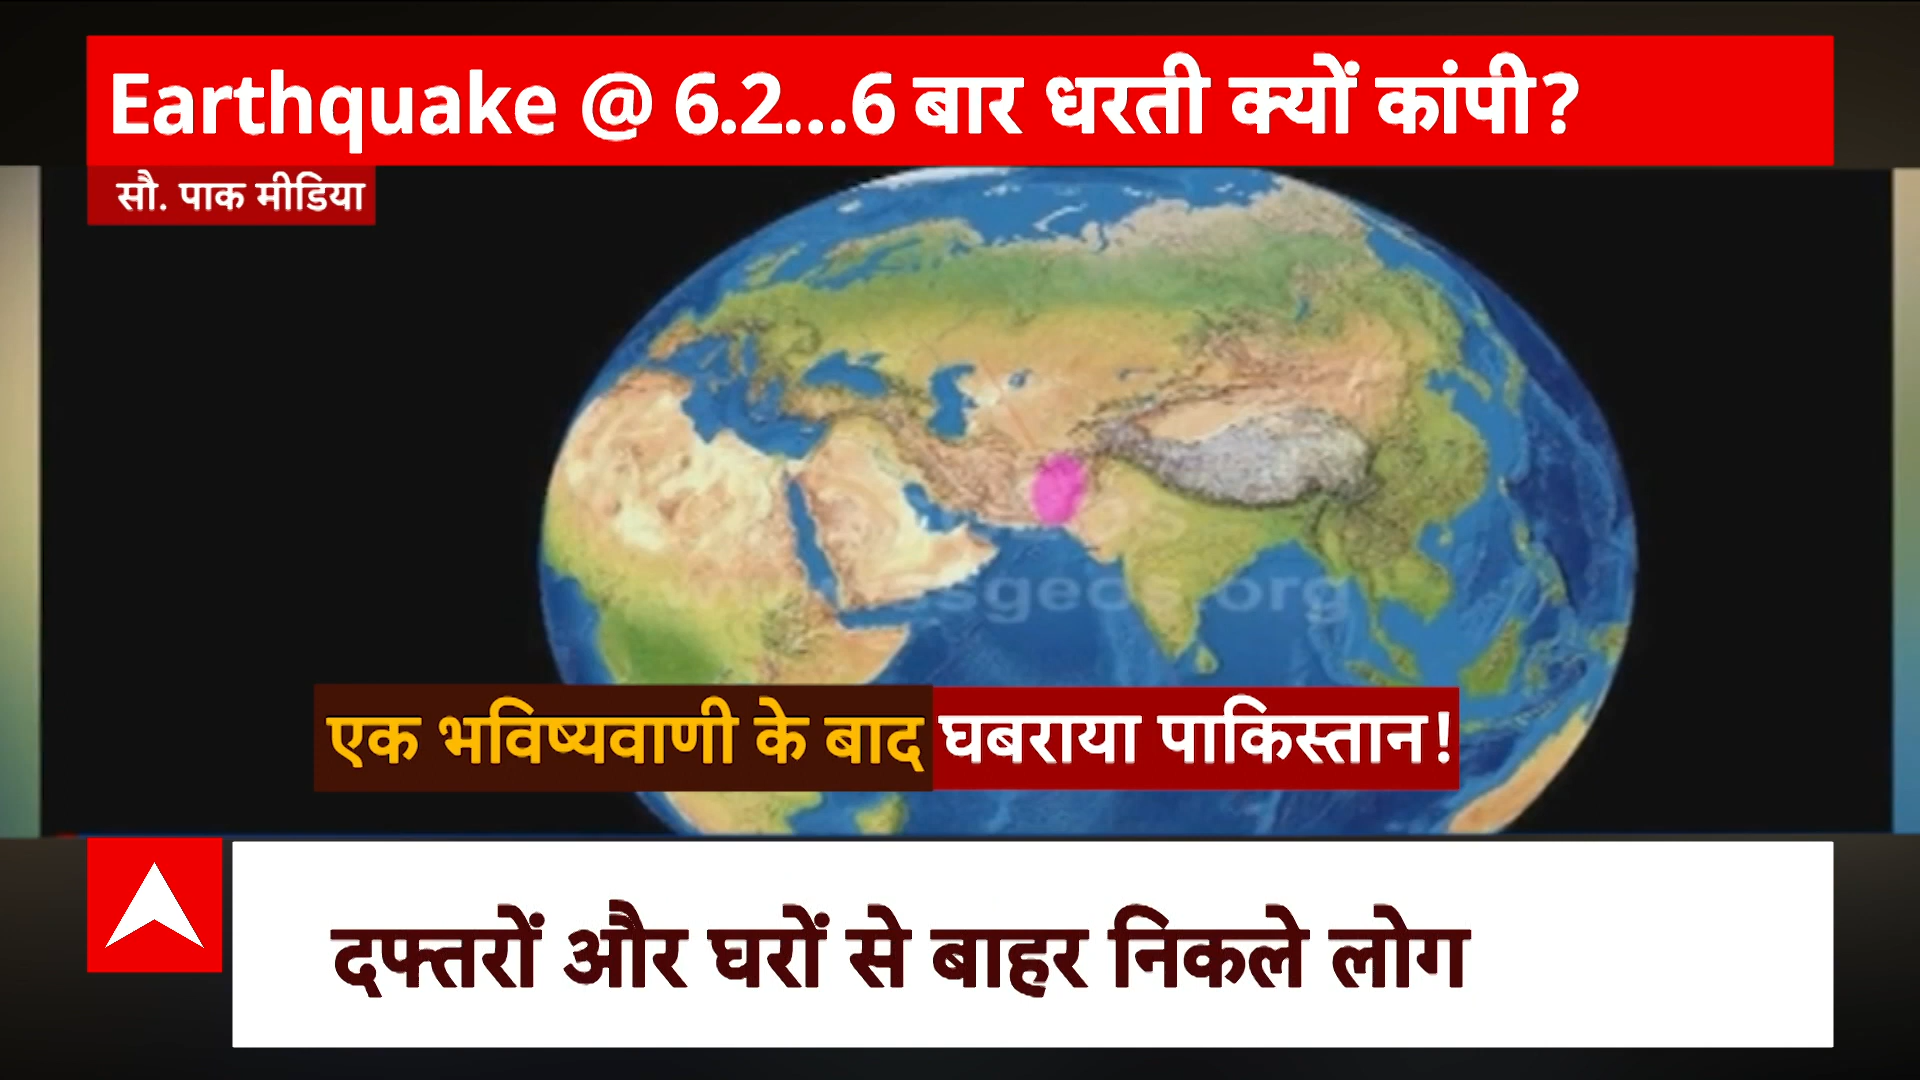 Earthquake @ 6.2...6 बार धरती क्यों कांपी?
सौ. पाक मीडिया
एक भविष्यवाणी के बाद घबराया पाकिस्तान!
दफ्तरों और घरों से बाहर निकले लोग